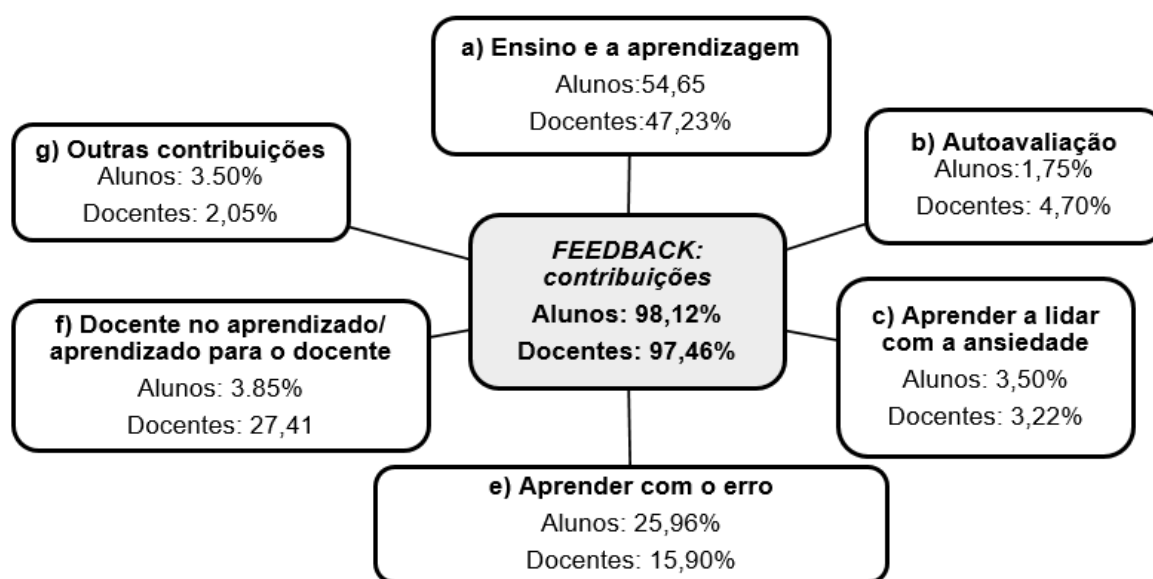 a) Ensino e a aprendizagem
Alunos:54,65
Docentes:47,23%
b) Autoavaliação
Alunos:1,75%
Docentes: 4,70%
g) Outras contribuições
Alunos: 3.50%
Docentes: 2,05%
FEEDBACK:
contribuições
Alunos: 98,12%
Docentes: 97,46%
c) Aprender a lidar
com a ansiedade
Alunos: 3,50%
Docentes: 3,22%
f) Docente no aprendizado/
aprendizado para o docente
Alunos: 3.85%
Docentes: 27,41
e) Aprender com o erro
Alunos: 25,96%
Docentes: 15,90%